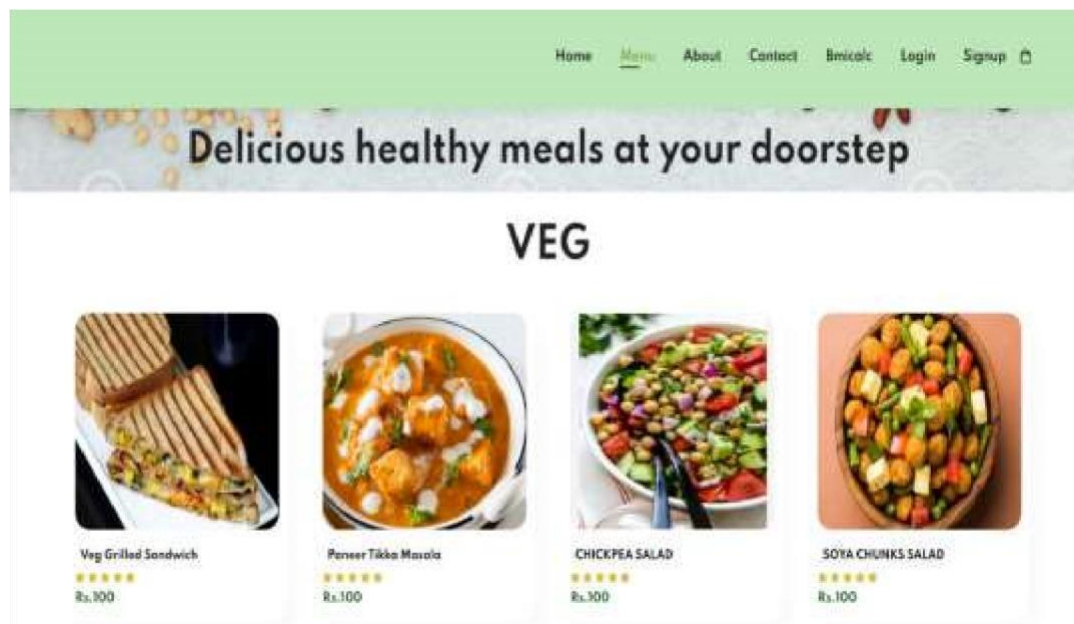 Home Menu About Contact Bmicalc Login Signup
Delicious healthy meals at your doorstep
VEG
Veg Grilled Sandwich
Paneer Tikka Masala
CHICKPEA SALAD
SOYA CHUNKS SALAD
Rs.100
Rs.100
Rs.100
Rs.100